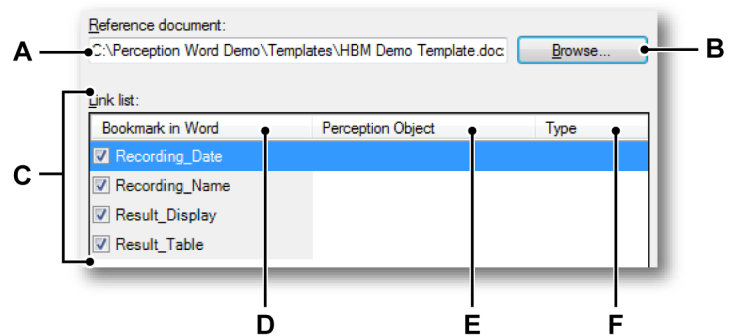 Reference document:
A C:\Perception Word Demo\Templates\HBM Demo Template.doc Browse... B
Link list:
Bookmark in Word Perception Object Type
Recording_Date
C Recording_Name
Result_Display
Result_Table
D E F